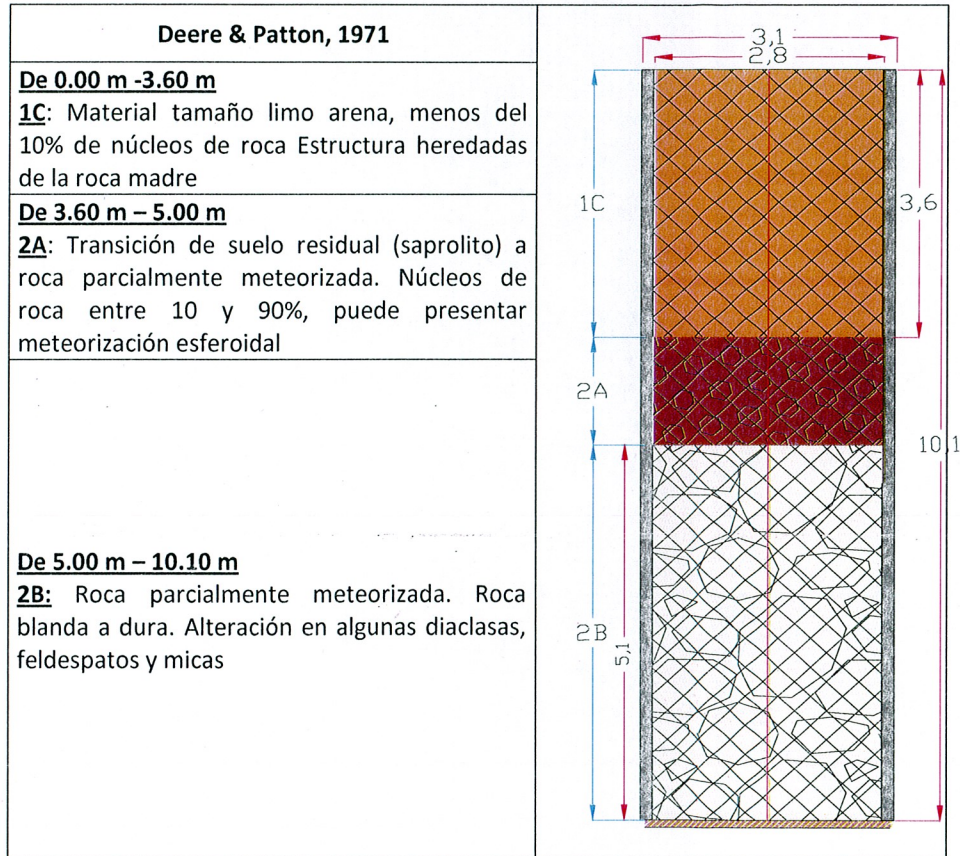 Deere & Patton, 1971
De 0.00 m -3.60 m
1C: Material tamaño limo arena, menos del
10% de núcleos de roca Estructura heredadas
de la roca madre
De 3.60 m – 5.00 m
2A: Transición de suelo residual (saprolito) a
roca parcialmente meteorizada. Núcleos de
roca entre 10 y 90%, puede presentar
meteorización esferoidal
De 5.00 m – 10.10 m
2B: Roca parcialmente meteorizada. Roca
blanda a dura. Alteración en algunas diaclasas,
feldespatos y micas
3,1
2,8
1C
3,6
2A
10,1
2B
5,1